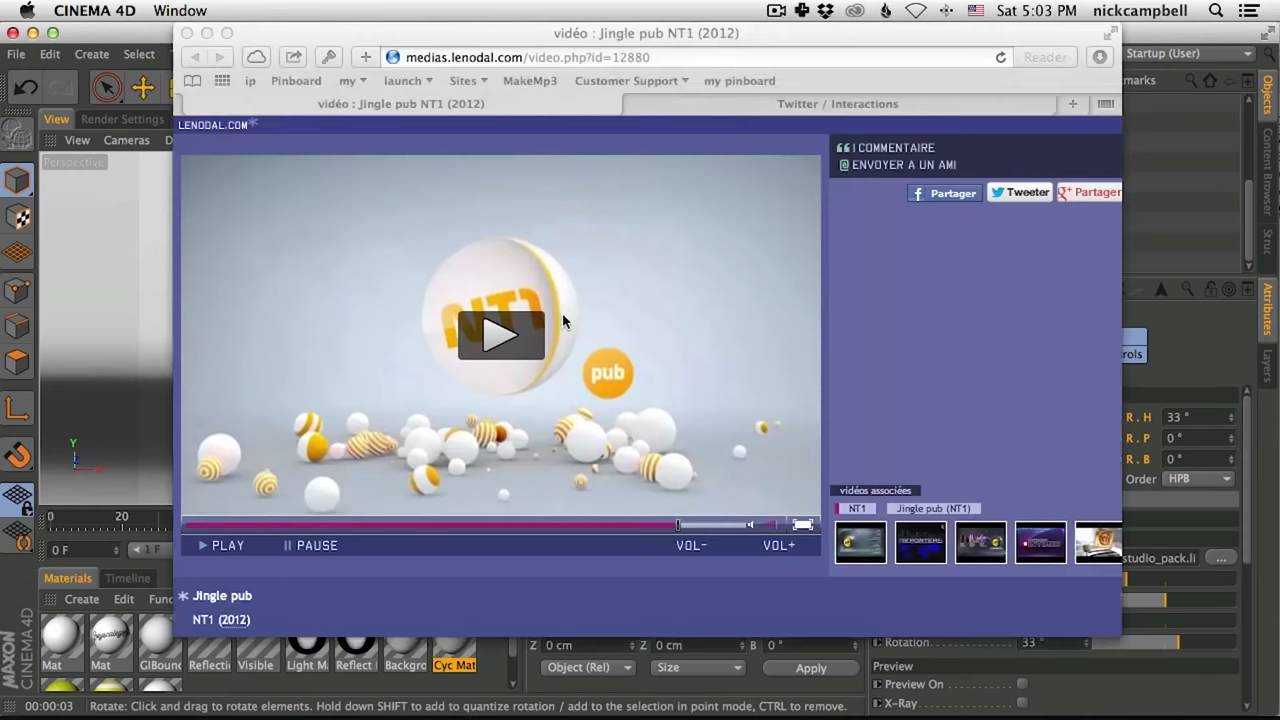 CINEMA 4D Window Sat 5:03 PM nickcampbell
vidéo : Jingle pub NT1 (2012)
Startup (User)
File Edit Create Select
medias.lenodal.com/video.php?id=12880 Reader
ip Pinboard my launch Sites MakeMp3 Customer Support my pinboard
vidéo : Jingle pub NT1 (2012) Twitter / Interactions
View Render Settings
LENODAL.COM*
View Cameras
Perspective
1 COMMENTAIRE
ENVOYER A UN AMI
Partager Tweeter Partager
NT1
pub
Objects
Content Browser
Struc
Attributes
Layers
R . H 33 °
R . P 0 °
R . B 0 °
Order HPB
vidéos associées
NT1 Jingle pub (NT1)
0 20
PLAY PAUSE VOL- VOL+
0 F 1 F
studio_pack.li ...
Materials Timeline
Create Edit
* Jingle pub
NT1 (2012)
Z 0 cm Z 0 cm B 0 °
Rotation 33 °
Mat Mat GIBounc Reflectio Visible Light M Reflect Backgro Cyc Mat
Object (Rel) Size Apply
Preview
Preview On
X-Ray
MAXON
CINEMA 4D
00:00:03 Rotate: Click and drag to rotate elements. Hold down SHIFT to add to quantize rotation / add to the selection in point mode, CTRL to remove.